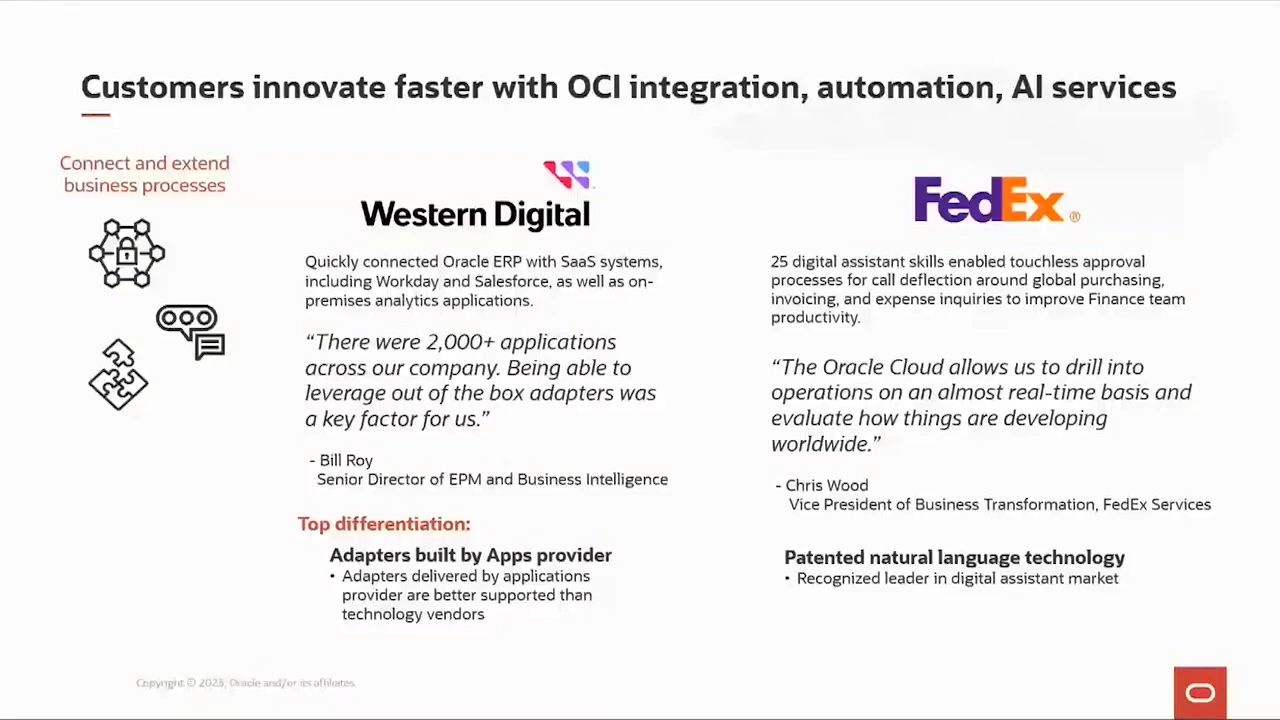 Customers innovate faster with OCI integration, automation, AI services
Connect and extend
business processes
Western Digital
Quickly connected Oracle ERP with SaaS systems,
including Workday and Salesforce, as well as on-
premises analytics applications.
“There were 2,000+ applications
across our company. Being able to
leverage out of the box adapters was
a key factor for us.”
- Bill Roy
Senior Director of EPM and Business Intelligence
Top differentiation:
Adapters built by Apps provider
• Adapters delivered by applications
provider are better supported than
technology vendors
FedEx ®
25 digital assistant skills enabled touchless approval
processes for call deflection around global purchasing,
invoicing, and expense inquiries to improve Finance team
productivity.
“The Oracle Cloud allows us to drill into
operations on an almost real-time basis and
evaluate how things are developing
worldwide.”
- Chris Wood
Vice President of Business Transformation, FedEx Services
Patented natural language technology
• Recognized leader in digital assistant market
Copyright © 2023, Oracle and/or its affiliates.